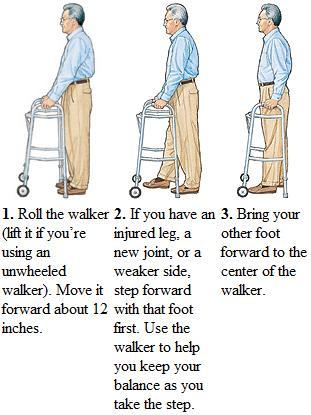 1. Roll the walker
(lift it if you’re
using an
unwheeled
walker). Move it
forward about 12
inches.
2. If you have an
injured leg, a
new joint, or a
weaker side,
step forward
with that foot
first. Use the
walker to help
you keep your
balance as you
take the step.
3. Bring your
other foot
forward to the
center of the
walker.